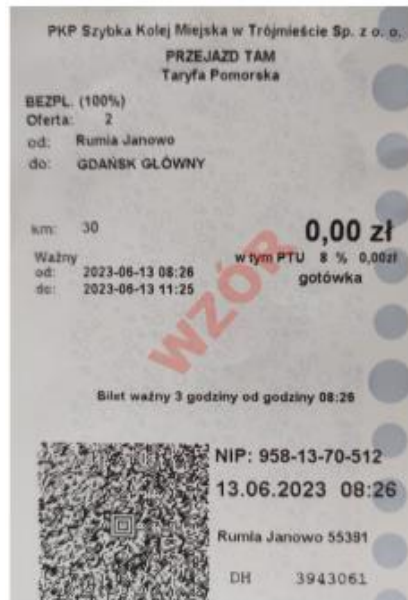 PKP Szybka Kolej Miejska w Trójmieście Sp. z o. o.
PRZEJAZD TAM
Taryfa Pomorska
BEZPŁ. (100%)
Oferta: 2
od: Rumia Janowo
do: GDAŃSK GŁÓWNY
km: 30
0,00 zł
Ważny
w tym PTU 8 % 0,00zł
od: 2023-06-13 08:26
gotówka
do: 2023-06-13 11:25
WZÓR
Bilet ważny 3 godziny od godziny 08:26
NIP: 958-13-70-512
13.06.2023 08:26
Rumia Janowo 55391
DH 3943061